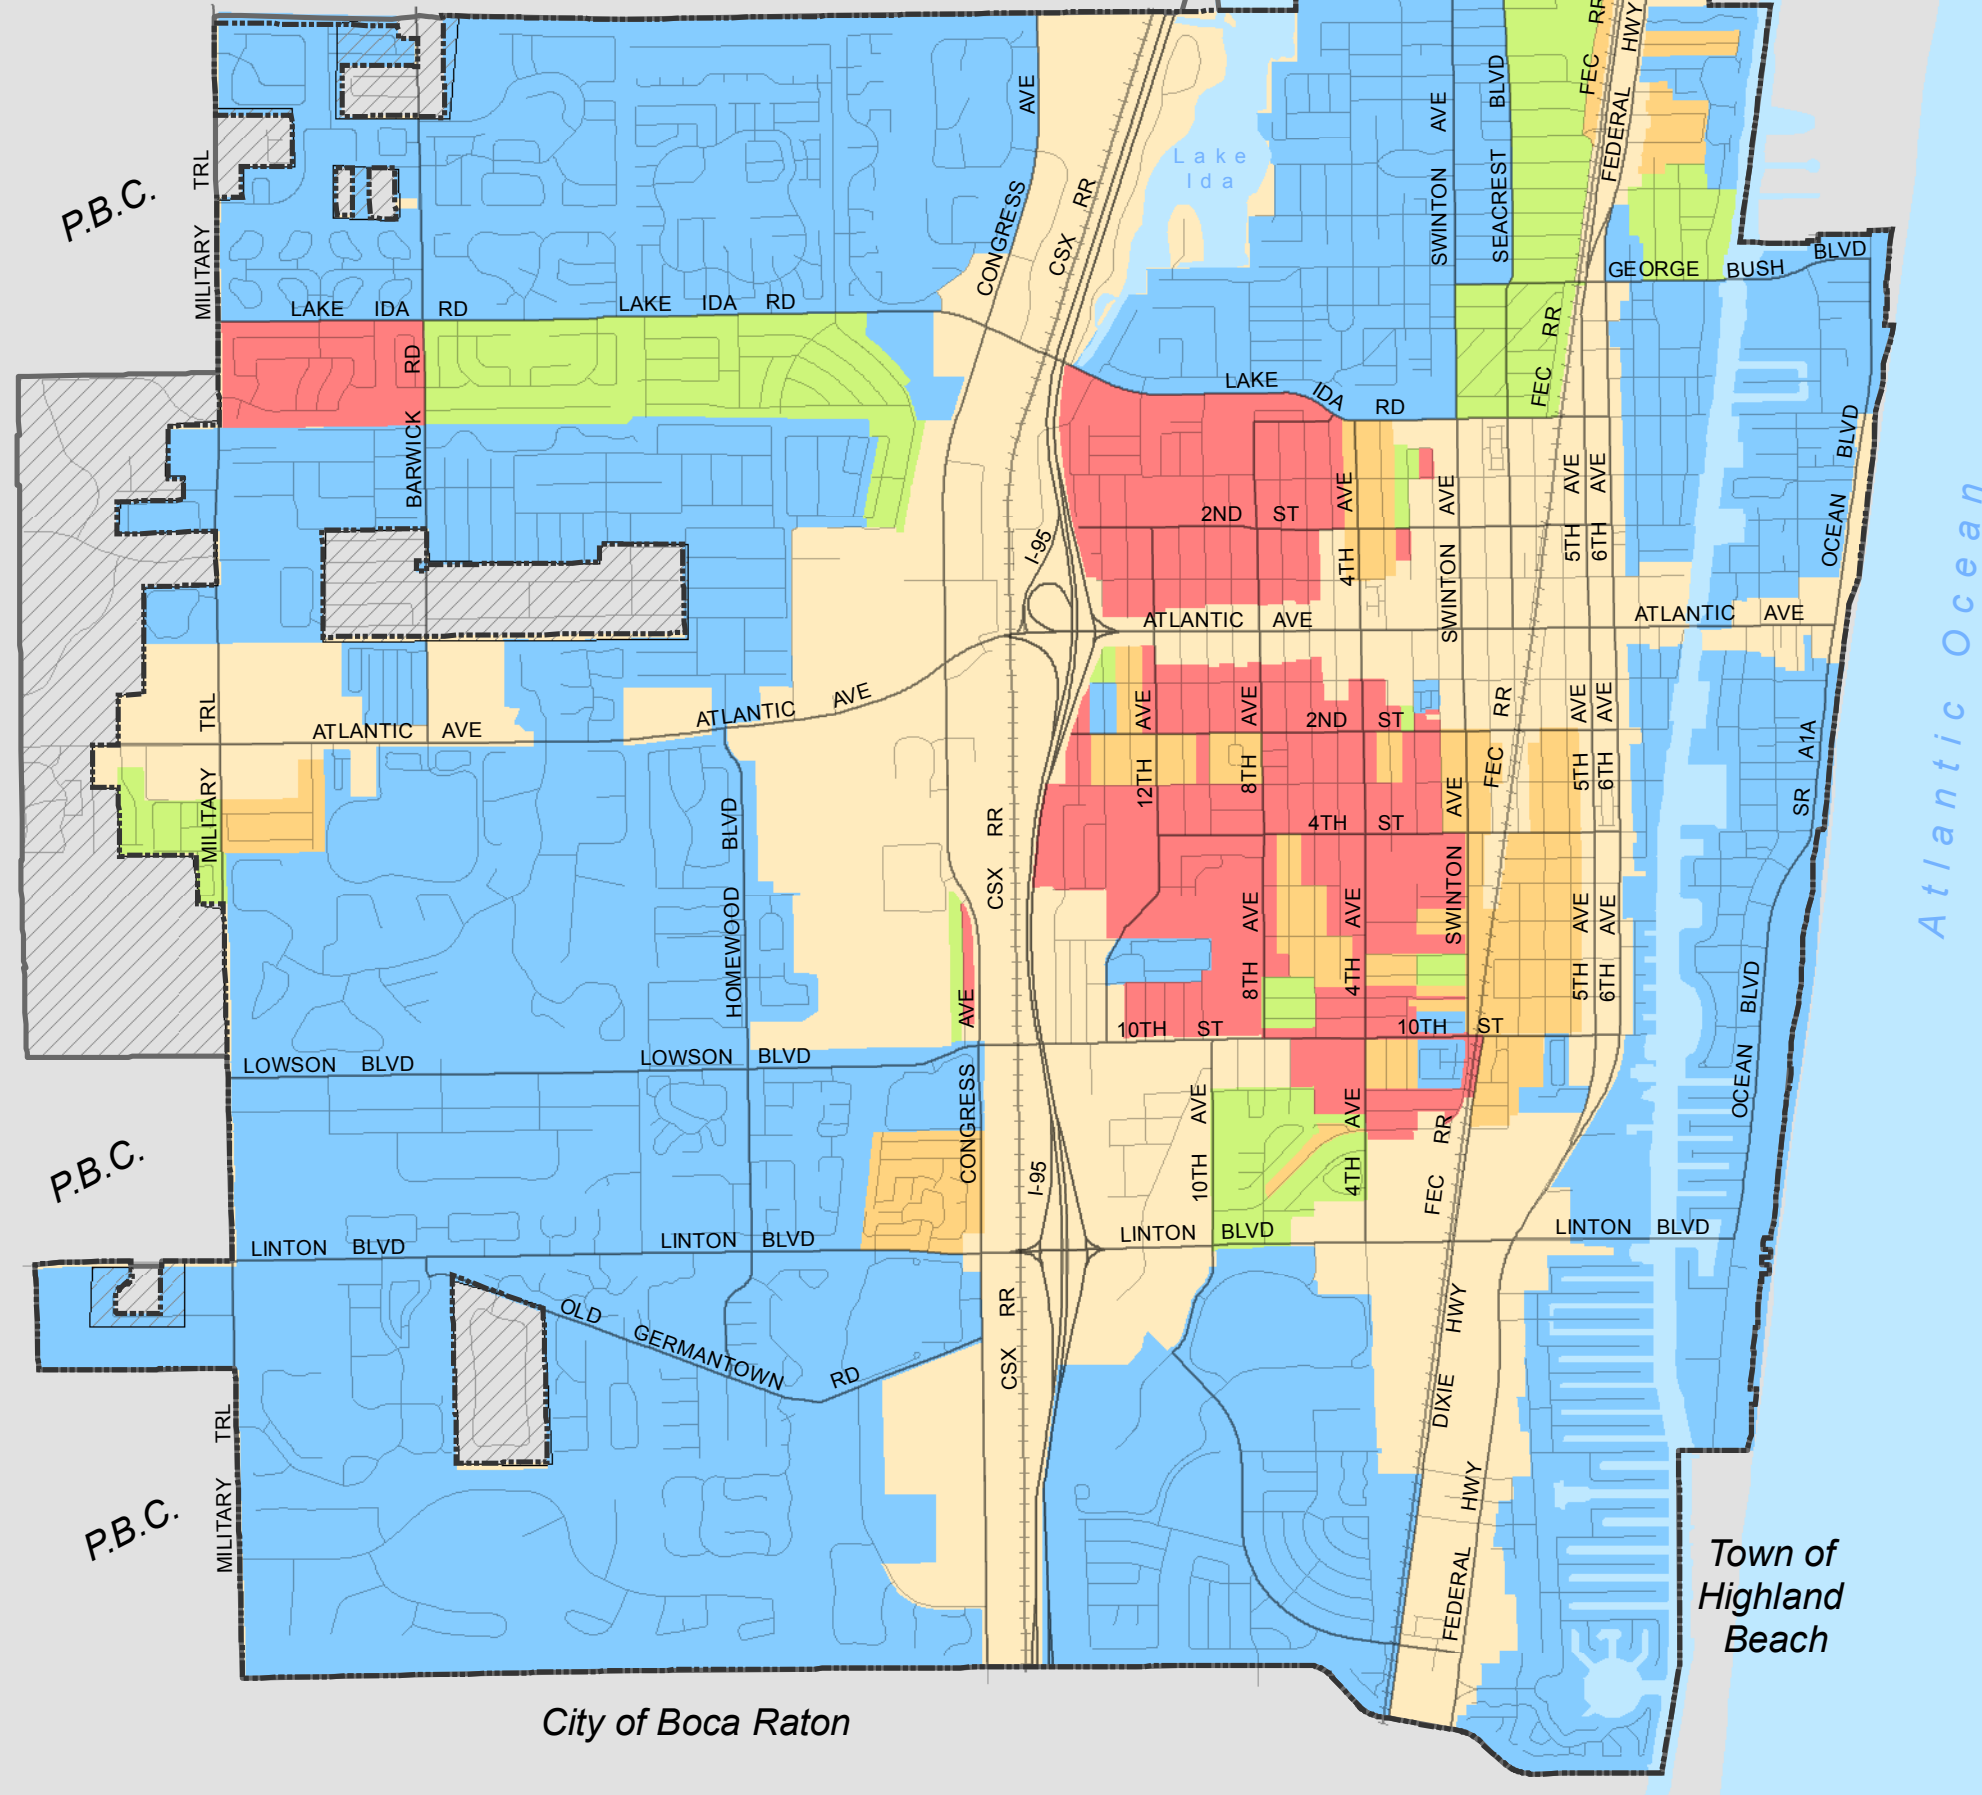 RR
HWY
FEC
BLVD
AVE
FEDERAL
AVE
Lake
Ida
P.B.C.
TRL
MILITARY
CONGRESS
CSX RR
SWINTON
SEACREST
GEORGE BUSH BLVD
LAKE IDA RD
LAKE IDA RD
BARWICK RD
FEC RR
LAKE IDA RD
OCEAN BLVD
AVE
AVE
AVE
AVE
2ND ST
I-95
4TH
SWINTON
5TH
6TH
Atlantic Ocean
ATLANTIC AVE
ATLANTIC AVE
ATLANTIC AVE
ATLANTIC AVE
TRL
MILITARY
AVE
12TH
AVE
8TH
2ND ST
RR
FEC
AVE
AVE
5TH
6TH
SR A1A
HOMEWOOD BLVD
CSX RR
4TH ST
AVE
SWINTON
AVE
8TH
AVE
4TH
AVE
AVE
5TH
6TH
AVE
CONGRESS
10TH ST
10TH ST
OCEAN BLVD
LOWSON BLVD
LOWSON BLVD
P.B.C.
I-95
AVE
10TH
AVE
4TH
RR
FEC
LINTON BLVD
LINTON BLVD
LINTON BLVD
LINTON BLVD
OLD GERMANTOWN RD
CSX RR
DIXIE HWY
TRL
MILITARY
P.B.C.
FEDERAL HWY
Town of
Highland
Beach
City of Boca Raton